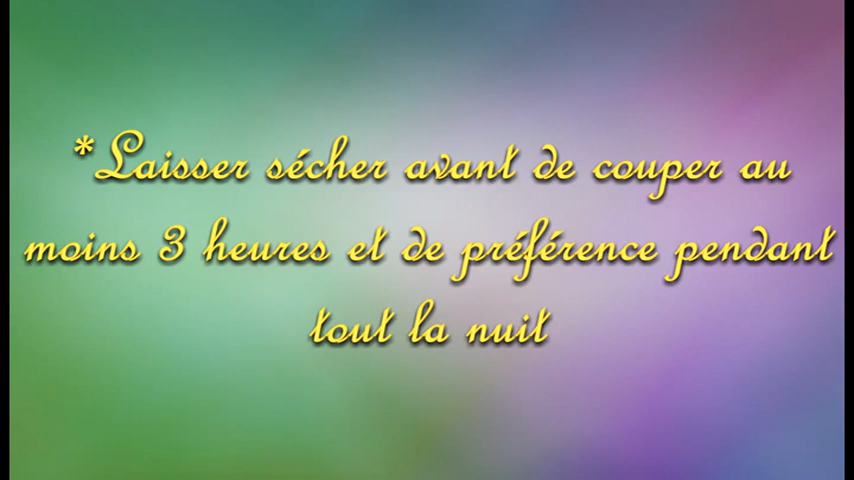 *Laisser sécher avant de couper au
moins 3 heures et de préférence pendant
tout la nuit